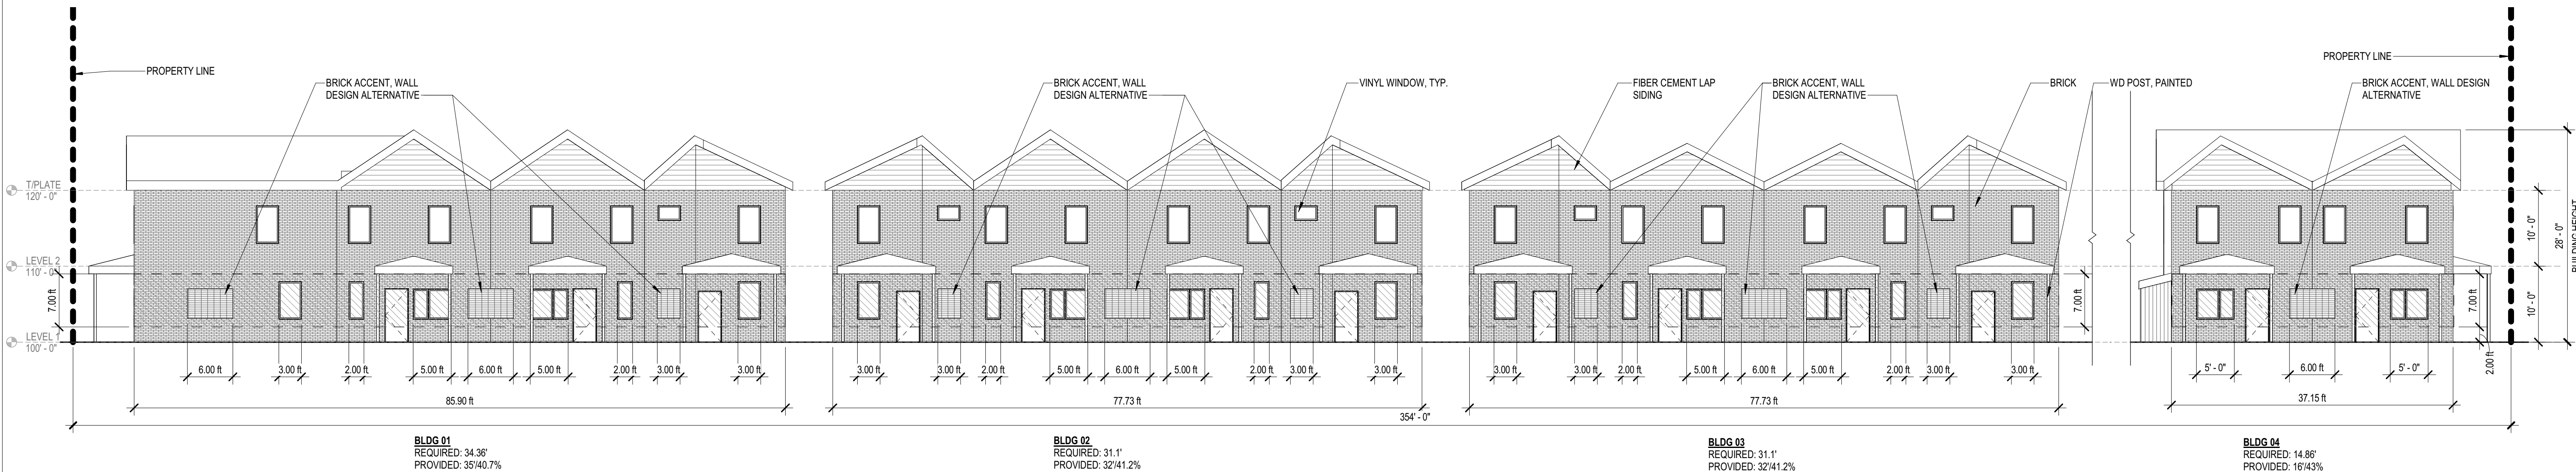 PROPERTY LINE
BRICK ACCENT, WALL
DESIGN ALTERNATIVE
BRICK ACCENT, WALL
DESIGN ALTERNATIVE
VINYL WINDOW, TYP.
FIBER CEMENT LAP
SIDING
BRICK ACCENT, WALL
DESIGN ALTERNATIVE
BRICK
WD POST, PAINTED
PROPERTY LINE
BRICK ACCENT, WALL DESIGN
ALTERNATIVE
T/PLATE
120' - 0"
LEVEL 2
110' - 0"
LEVEL 1
100' - 0"
7.00 ft
7.00 ft
7.00 ft
2.00 ft
10' - 0"
10' - 0"
28' - 0"
BUILDING HEIGHT
6.00 ft
3.00 ft
2.00 ft
5.00 ft
6.00 ft
5.00 ft
2.00 ft
3.00 ft
3.00 ft
3.00 ft
3.00 ft
2.00 ft
5.00 ft
6.00 ft
5.00 ft
2.00 ft
3.00 ft
3.00 ft
3.00 ft
3.00 ft
2.00 ft
5.00 ft
6.00 ft
5.00 ft
2.00 ft
3.00 ft
3.00 ft
5' - 0"
6.00 ft
5' - 0"
85.90 ft
77.73 ft
77.73 ft
37.15 ft
354' - 0"
BLDG 01
REQUIRED: 34.36'
PROVIDED: 35'/40.7%
BLDG 02
REQUIRED: 31.1'
PROVIDED: 32'/41.2%
BLDG 03
REQUIRED: 31.1'
PROVIDED: 32'/41.2%
BLDG 04
REQUIRED: 14.86'
PROVIDED: 16'/43%